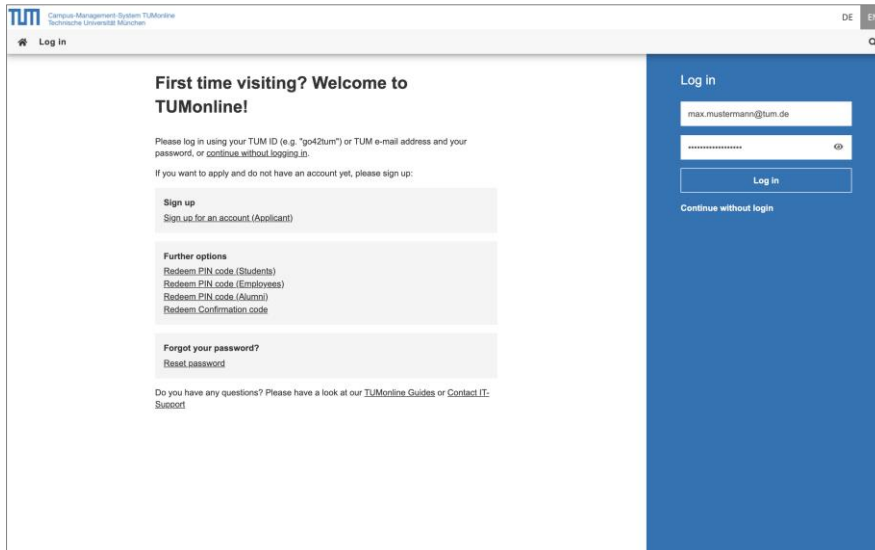 TUM Campus-Management-System TUMonline
Technische Universität München
DE EN
Log in
First time visiting? Welcome to
TUMonline!
Please log in using your TUM ID (e.g. "go42tum") or TUM e-mail address and your
password, or continue without logging in.
If you want to apply and do not have an account yet, please sign up:
Sign up
Sign up for an account (Applicant)
Further options
Redeem PIN code (Students)
Redeem PIN code (Employees)
Redeem PIN code (Alumni)
Redeem Confirmation code
Forgot your password?
Reset password
Do you have any questions? Please have a look at our TUMonline Guides or Contact IT-
Support
Log in
max.mustermann@tum.de
••••••••••••••••••
Log in
Continue without login